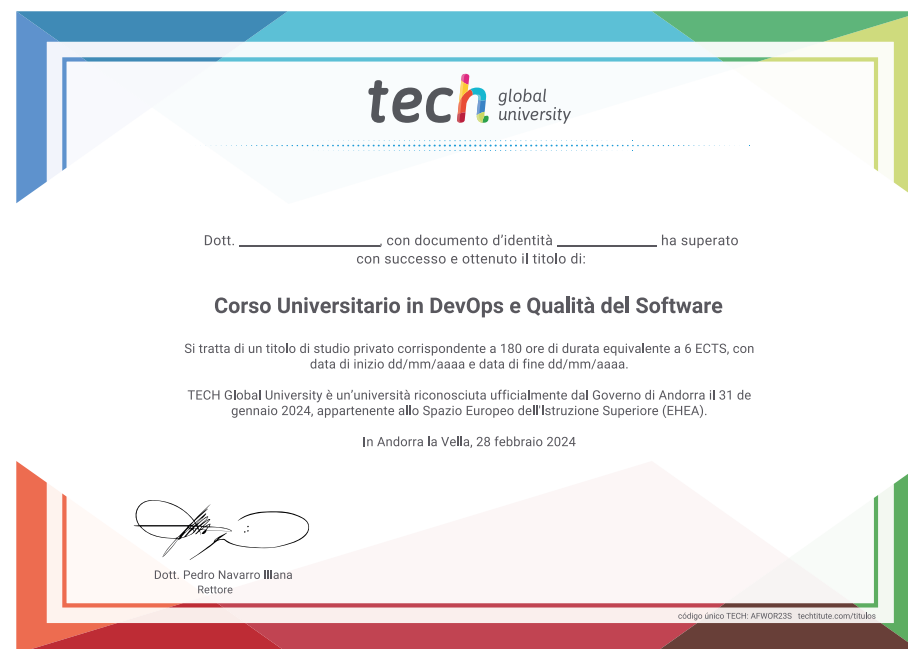 tech global university
Dott. ____________, con documento d'identità ____________ ha superato
con successo e ottenuto il titolo di:
Corso Universitario in DevOps e Qualità del Software
Si tratta di un titolo di studio privato corrispondente a 180 ore di durata equivalente a 6 ECTS, con
data di inizio dd/mm/aaaa e data di fine dd/mm/aaaa.
TECH Global University è un'università riconosciuta ufficialmente dal Governo di Andorra il 31 de
gennaio 2024, appartenente allo Spazio Europeo dell'Istruzione Superiore (EHEA).
In Andorra la Vella, 28 febbraio 2024
Dott. Pedro Navarro Illana
Rettore
código único TECH: AFWOR23S techtitute.com/titulos